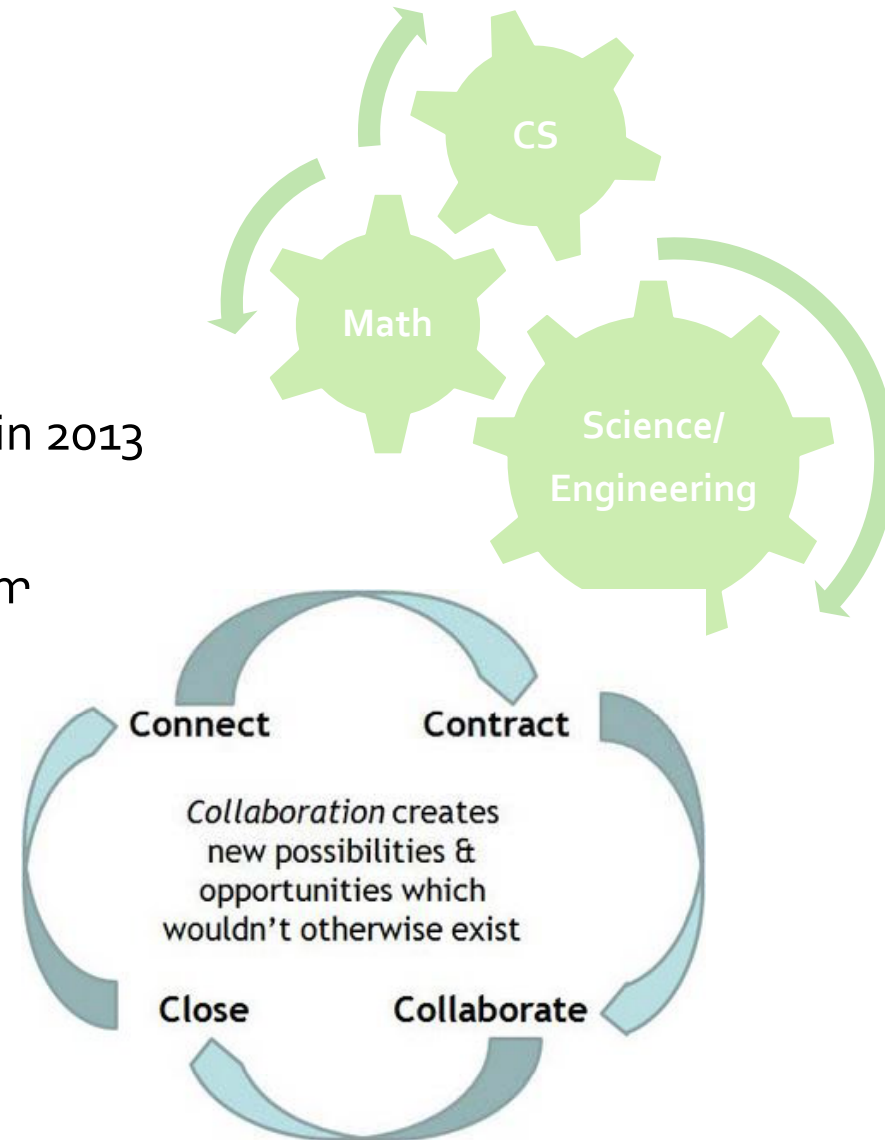 CS
Math
Science/
Engineering
in 2013
Connect
Contract
Collaboration creates
new possibilities &
opportunities which
wouldn't otherwise exist
Close
Collaborate